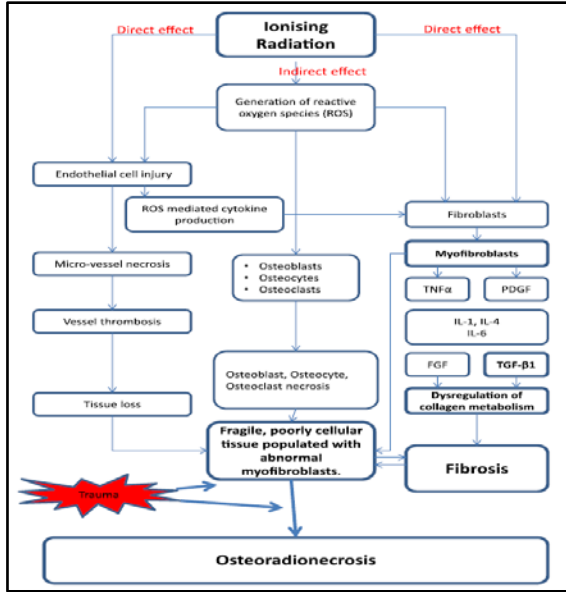 Direct effect
Ionising
Radiation
Direct effect
Indirect effect
Generation of reactive
oxygen species (ROS)
Endothelial cell injury
ROS mediated cytokine
production
Fibroblasts
Micro-vessel necrosis
• Osteoblasts
• Osteocytes
• Osteoclasts
Myofibroblasts
TNFα
PDGF
IL-1, IL-4
IL-6
Vessel thrombosis
FGF
TGF-β1
Osteoblast, Osteocyte,
Osteoclast necrosis
Dysregulation of
collagen metabolism
Tissue loss
Fragile, poorly cellular
tissue populated with
abnormal
myofibroblasts.
Fibrosis
Trauma
Osteoradionecrosis